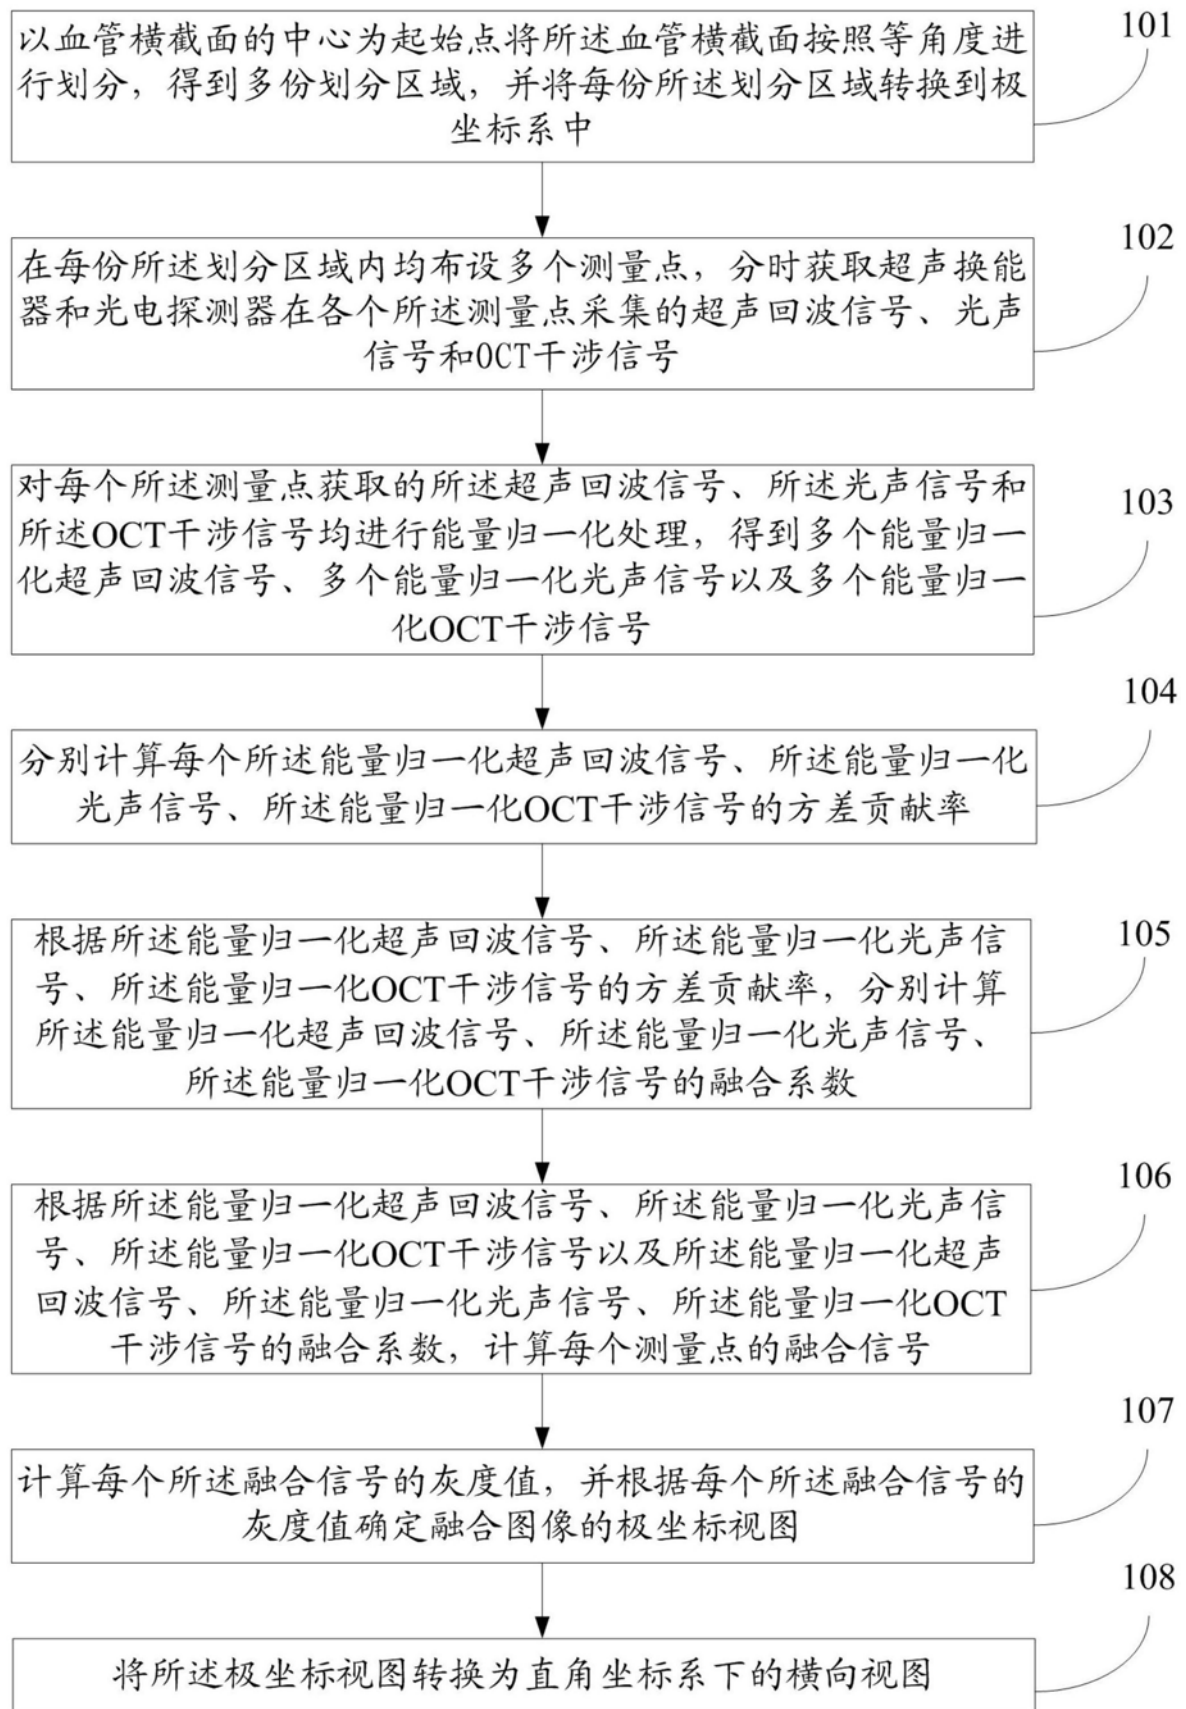 以血管横截面的中心为起始点将所述血管横截面按照等角度进
行划分，得到多份划分区域，并将每份所述划分区域转换到极
坐标系中
101
在每份所述划分区域内均布设多个测量点，分时获取超声换能
器和光电探测器在各个所述测量点采集的超声回波信号、光声
信号和OCT干涉信号
102
对每个所述测量点获取的所述超声回波信号、所述光声信号和
所述OCT干涉信号均进行能量归一化处理，得到多个能量归一
化超声回波信号、多个能量归一化光声信号以及多个能量归一
化OCT干涉信号
103
分别计算每个所述能量归一化超声回波信号、所述能量归一化
光声信号、所述能量归一化OCT干涉信号的方差贡献率
104
根据所述能量归一化超声回波信号、所述能量归一化光声信
号、所述能量归一化OCT干涉信号的方差贡献率，分别计算
所述能量归一化超声回波信号、所述能量归一化光声信号、
所述能量归一化OCT干涉信号的融合系数
105
根据所述能量归一化超声回波信号、所述能量归一化光声信
号、所述能量归一化OCT干涉信号以及所述能量归一化超声
回波信号、所述能量归一化光声信号、所述能量归一化OCT
干涉信号的融合系数，计算每个测量点的融合信号
106
计算每个所述融合信号的灰度值，并根据每个所述融合信号的
灰度值确定融合图像的极坐标视图
107
将所述极坐标视图转换为直角坐标系下的横向视图
108